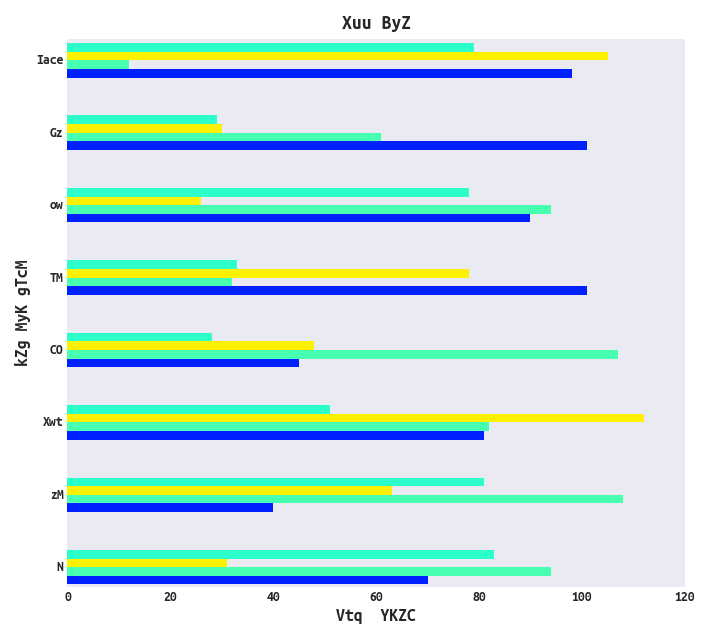 Xuu ByZ
Iace
Gz
ow
TM
CO
Xwt
zM
N
kZg MyK gTcM
0 20 40 60 80 100 120
Vtq  YKZC